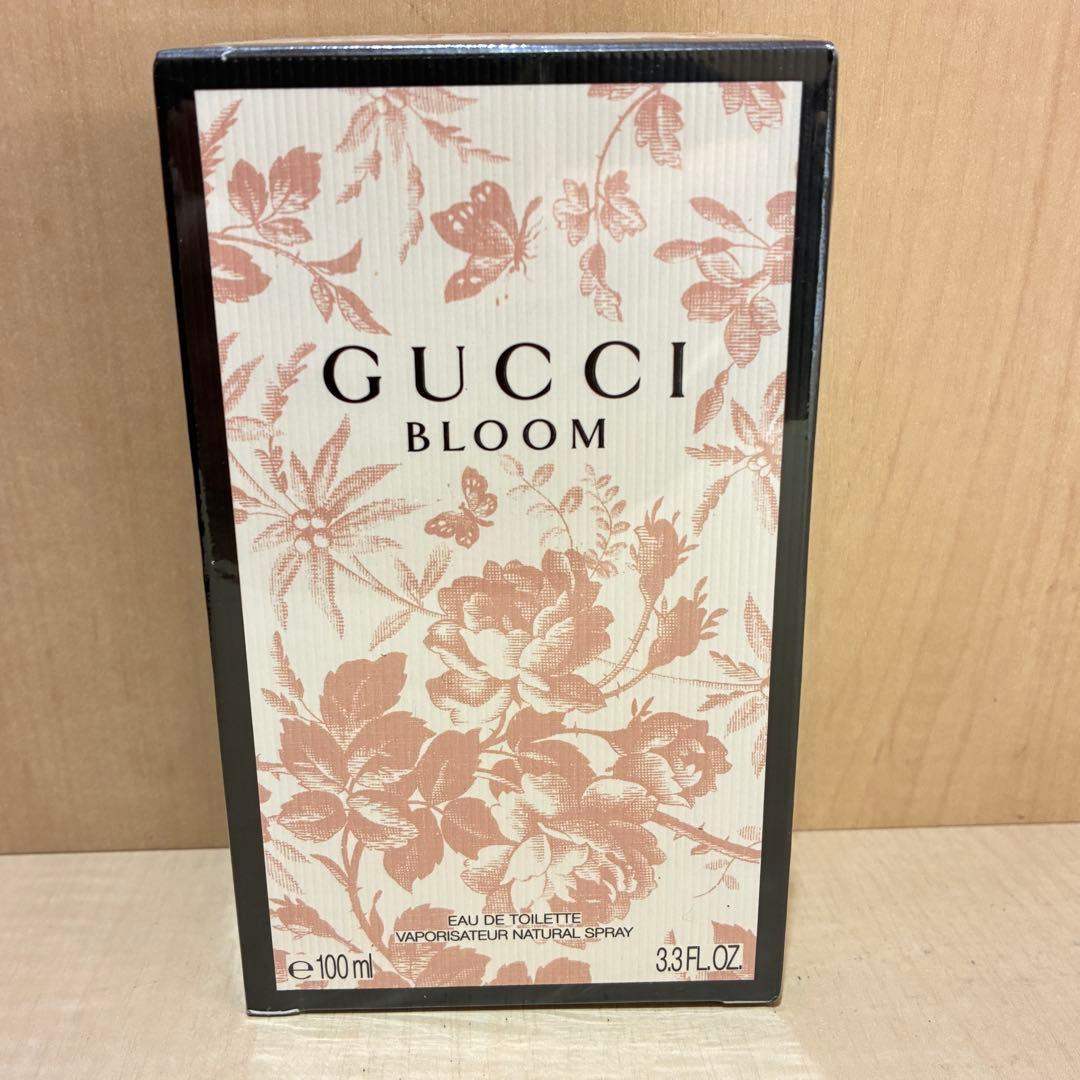 GUCCI
BLOOM
EAU DE TOILETTE
VAPORISATEUR NATURAL SPRAY
℮100 ml
3.3 FL. OZ.